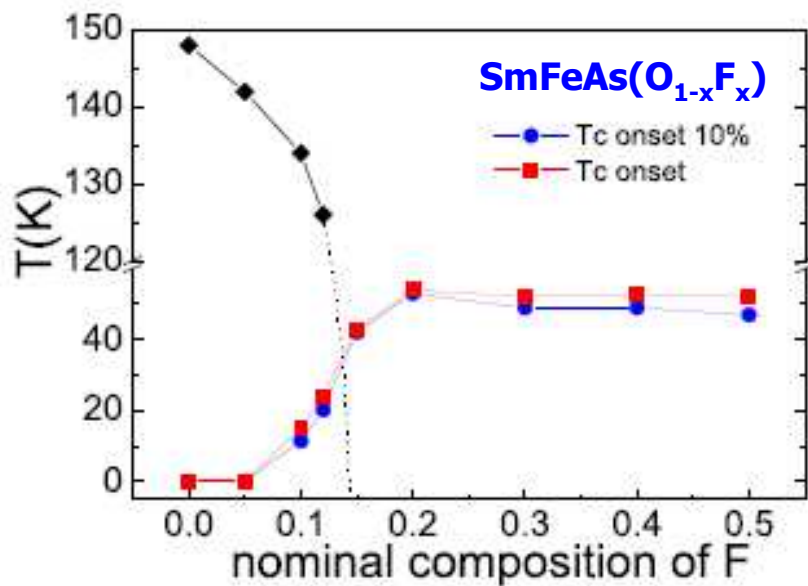 150
SmFeAs(O1-xFx)
140
Tc onset 10%
Tc onset
130
T(K)
120
40
20
0
0.0 0.1 0.2 0.3 0.4 0.5
nominal composition of F